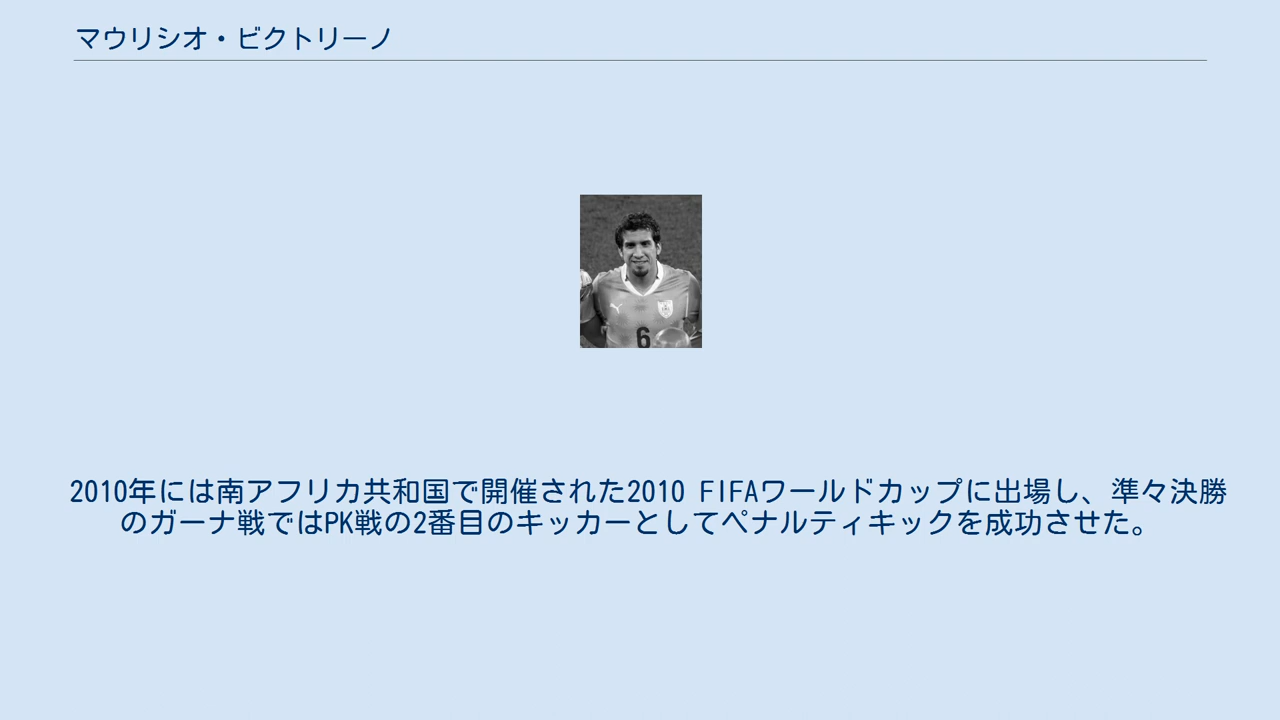 マウリシオ・ビクトリーノ
6
2010年には南アフリカ共和国で開催された2010 FIFAワールドカップに出場し、準々決勝
のガーナ戦ではPK戦の2番目のキッカーとしてペナルティキックを成功させた。